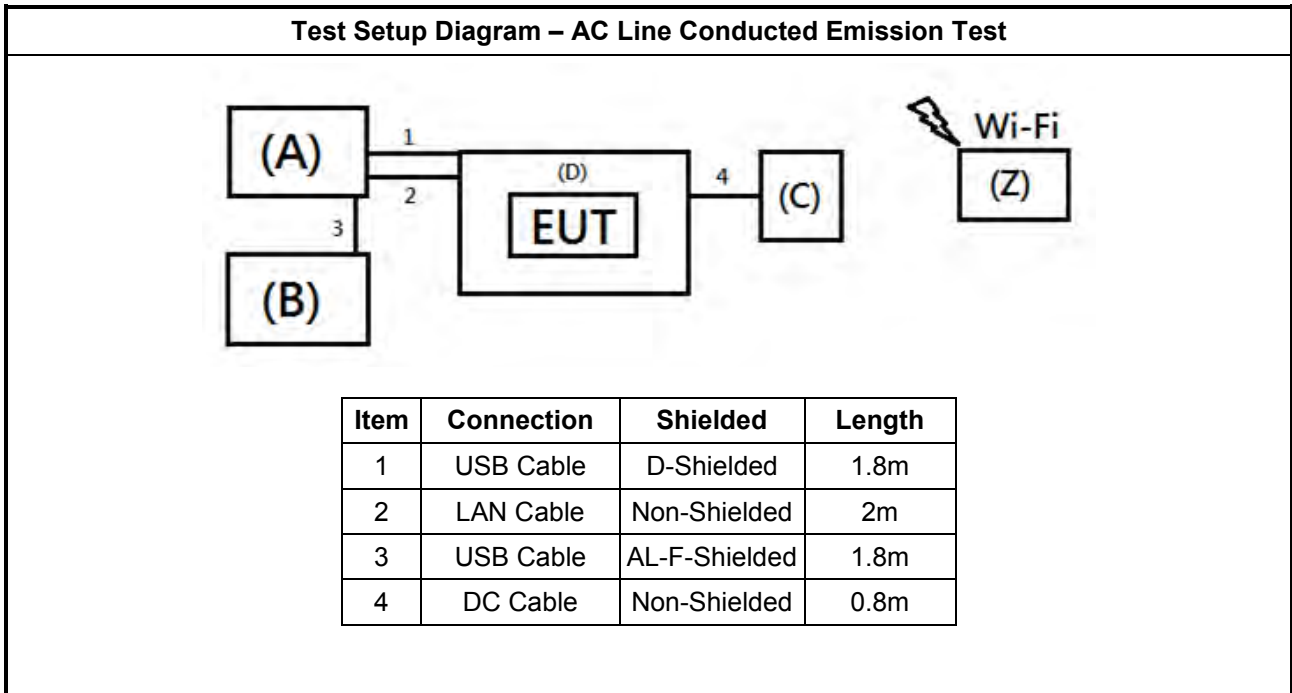 Test Setup Diagram – AC Line Conducted Emission Test
(A)
1
2
3
(B)
(D)
EUT
4
(C)
Wi-Fi
(Z)
Item Connection Shielded Length
1 USB Cable D-Shielded 1.8m
2 LAN Cable Non-Shielded 2m
3 USB Cable AL-F-Shielded 1.8m
4 DC Cable Non-Shielded 0.8m